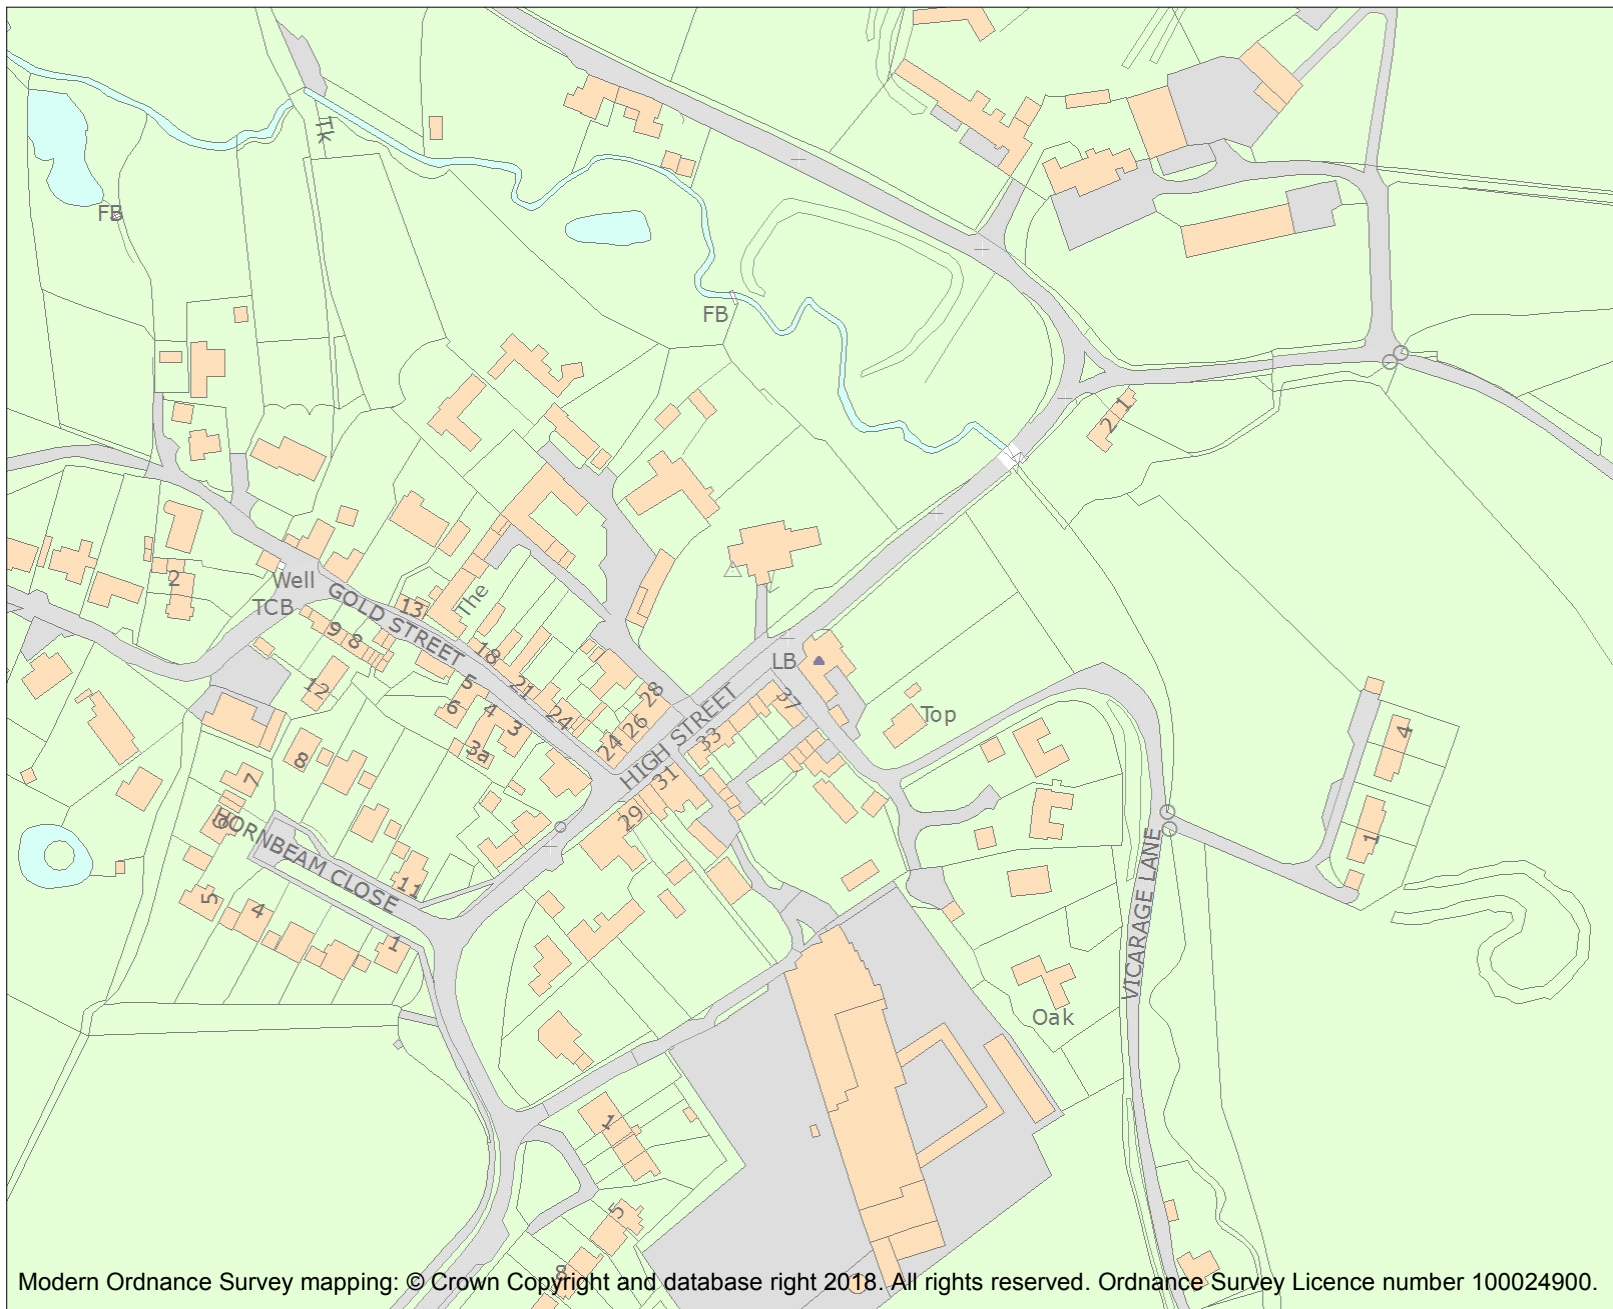 Tk
FB
FB
1
2
2
Well
TCB
GOLD STREET
13
The
9
8
12
18
5
6
4
3
3a
21
24
28
26
24
HIGH STREET
LB
37
33
31
29
Top
4
1
8
7
6
HORNBEAM CLOSE
11
5
4
1
VICARAGE LANE
Oak
1
5
8
Modern Ordnance Survey mapping: © Crown Copyright and database right 2018. All rights reserved. Ordnance Survey Licence number 100024900.